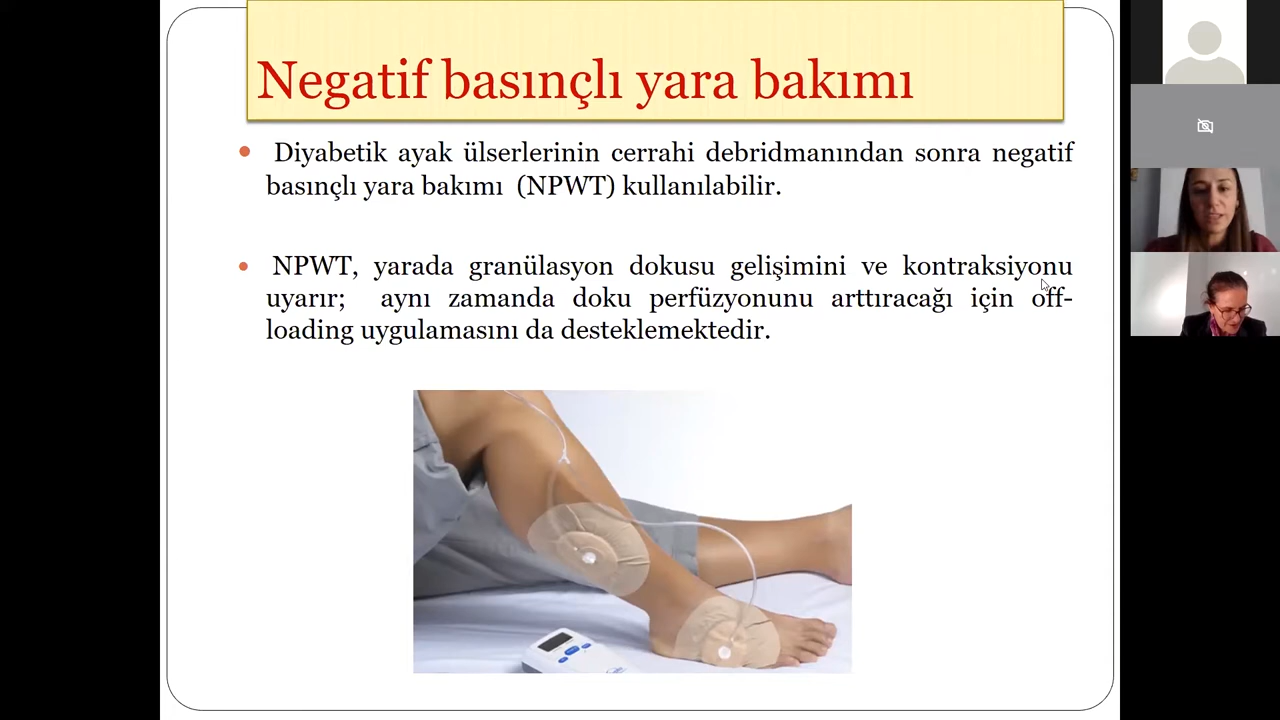 Negatif basınçlı yara bakımı
Diyabetik ayak ülserlerinin cerrahi debridmanından sonra negatif
basınçlı yara bakımı (NPWT) kullanılabilir.
NPWT, yarada granülasyon dokusu gelişimini ve kontraksiyonu
uyarır; aynı zamanda doku perfüzyonunu arttıracağı için off-
loading uygulamasını da desteklemektedir.